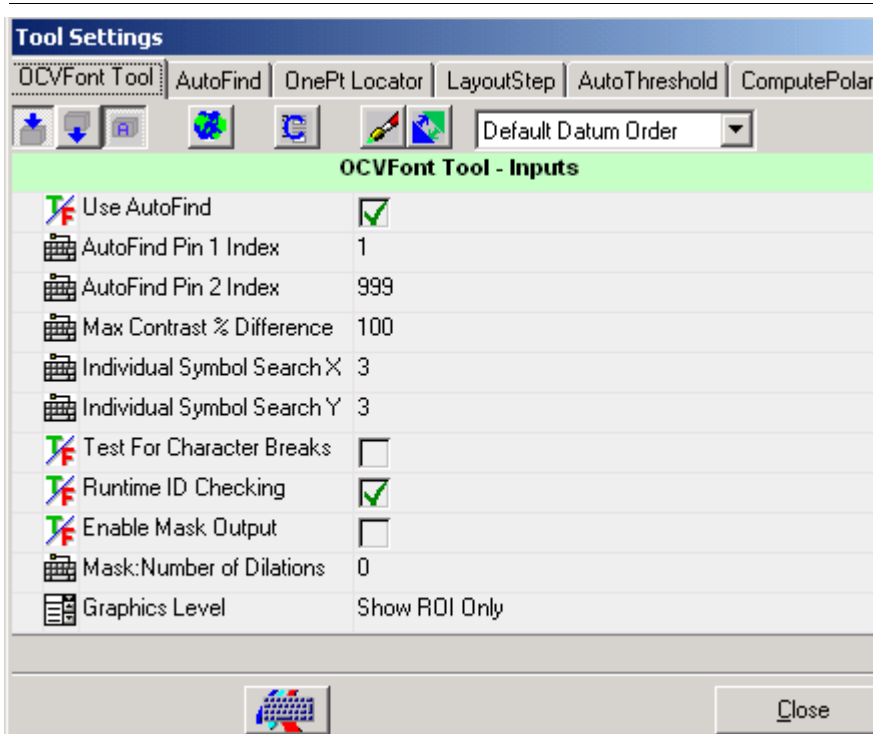 Tool Settings
OCVFont Tool AutoFind OnePt Locator LayoutStep AutoThreshold ComputePolar
A Default Datum Order
OCVFont Tool - Inputs
T/F Use AutoFind
AutoFind Pin 1 Index 1
AutoFind Pin 2 Index 999
Max Contrast % Difference 100
Individual Symbol Search X 3
Individual Symbol Search Y 3
T/F Test For Character Breaks
T/F Runtime ID Checking
T/F Enable Mask Output
Mask:Number of Dilations 0
Graphics Level Show ROI Only
Close